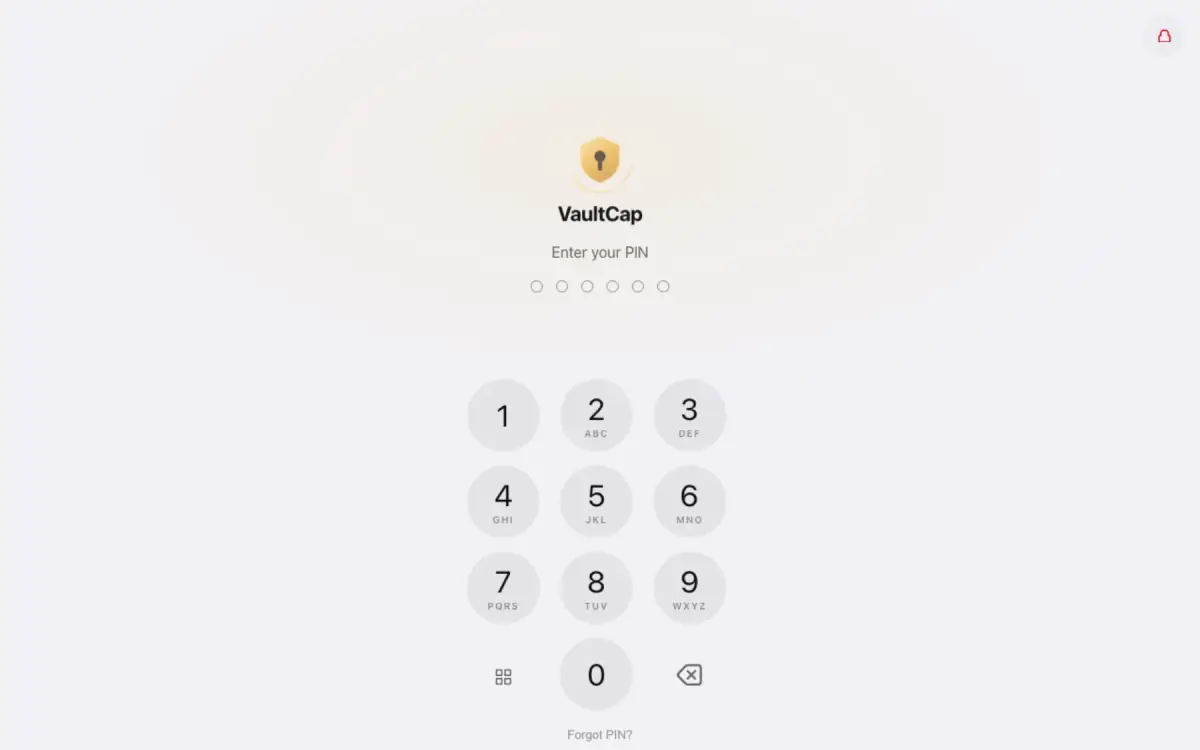 VaultCap
Enter your PIN
1 2 3
ABC DEF
4 5 6
GHI JKL MNO
7 8 9
PQRS TUV WXYZ
0
Forgot PIN?